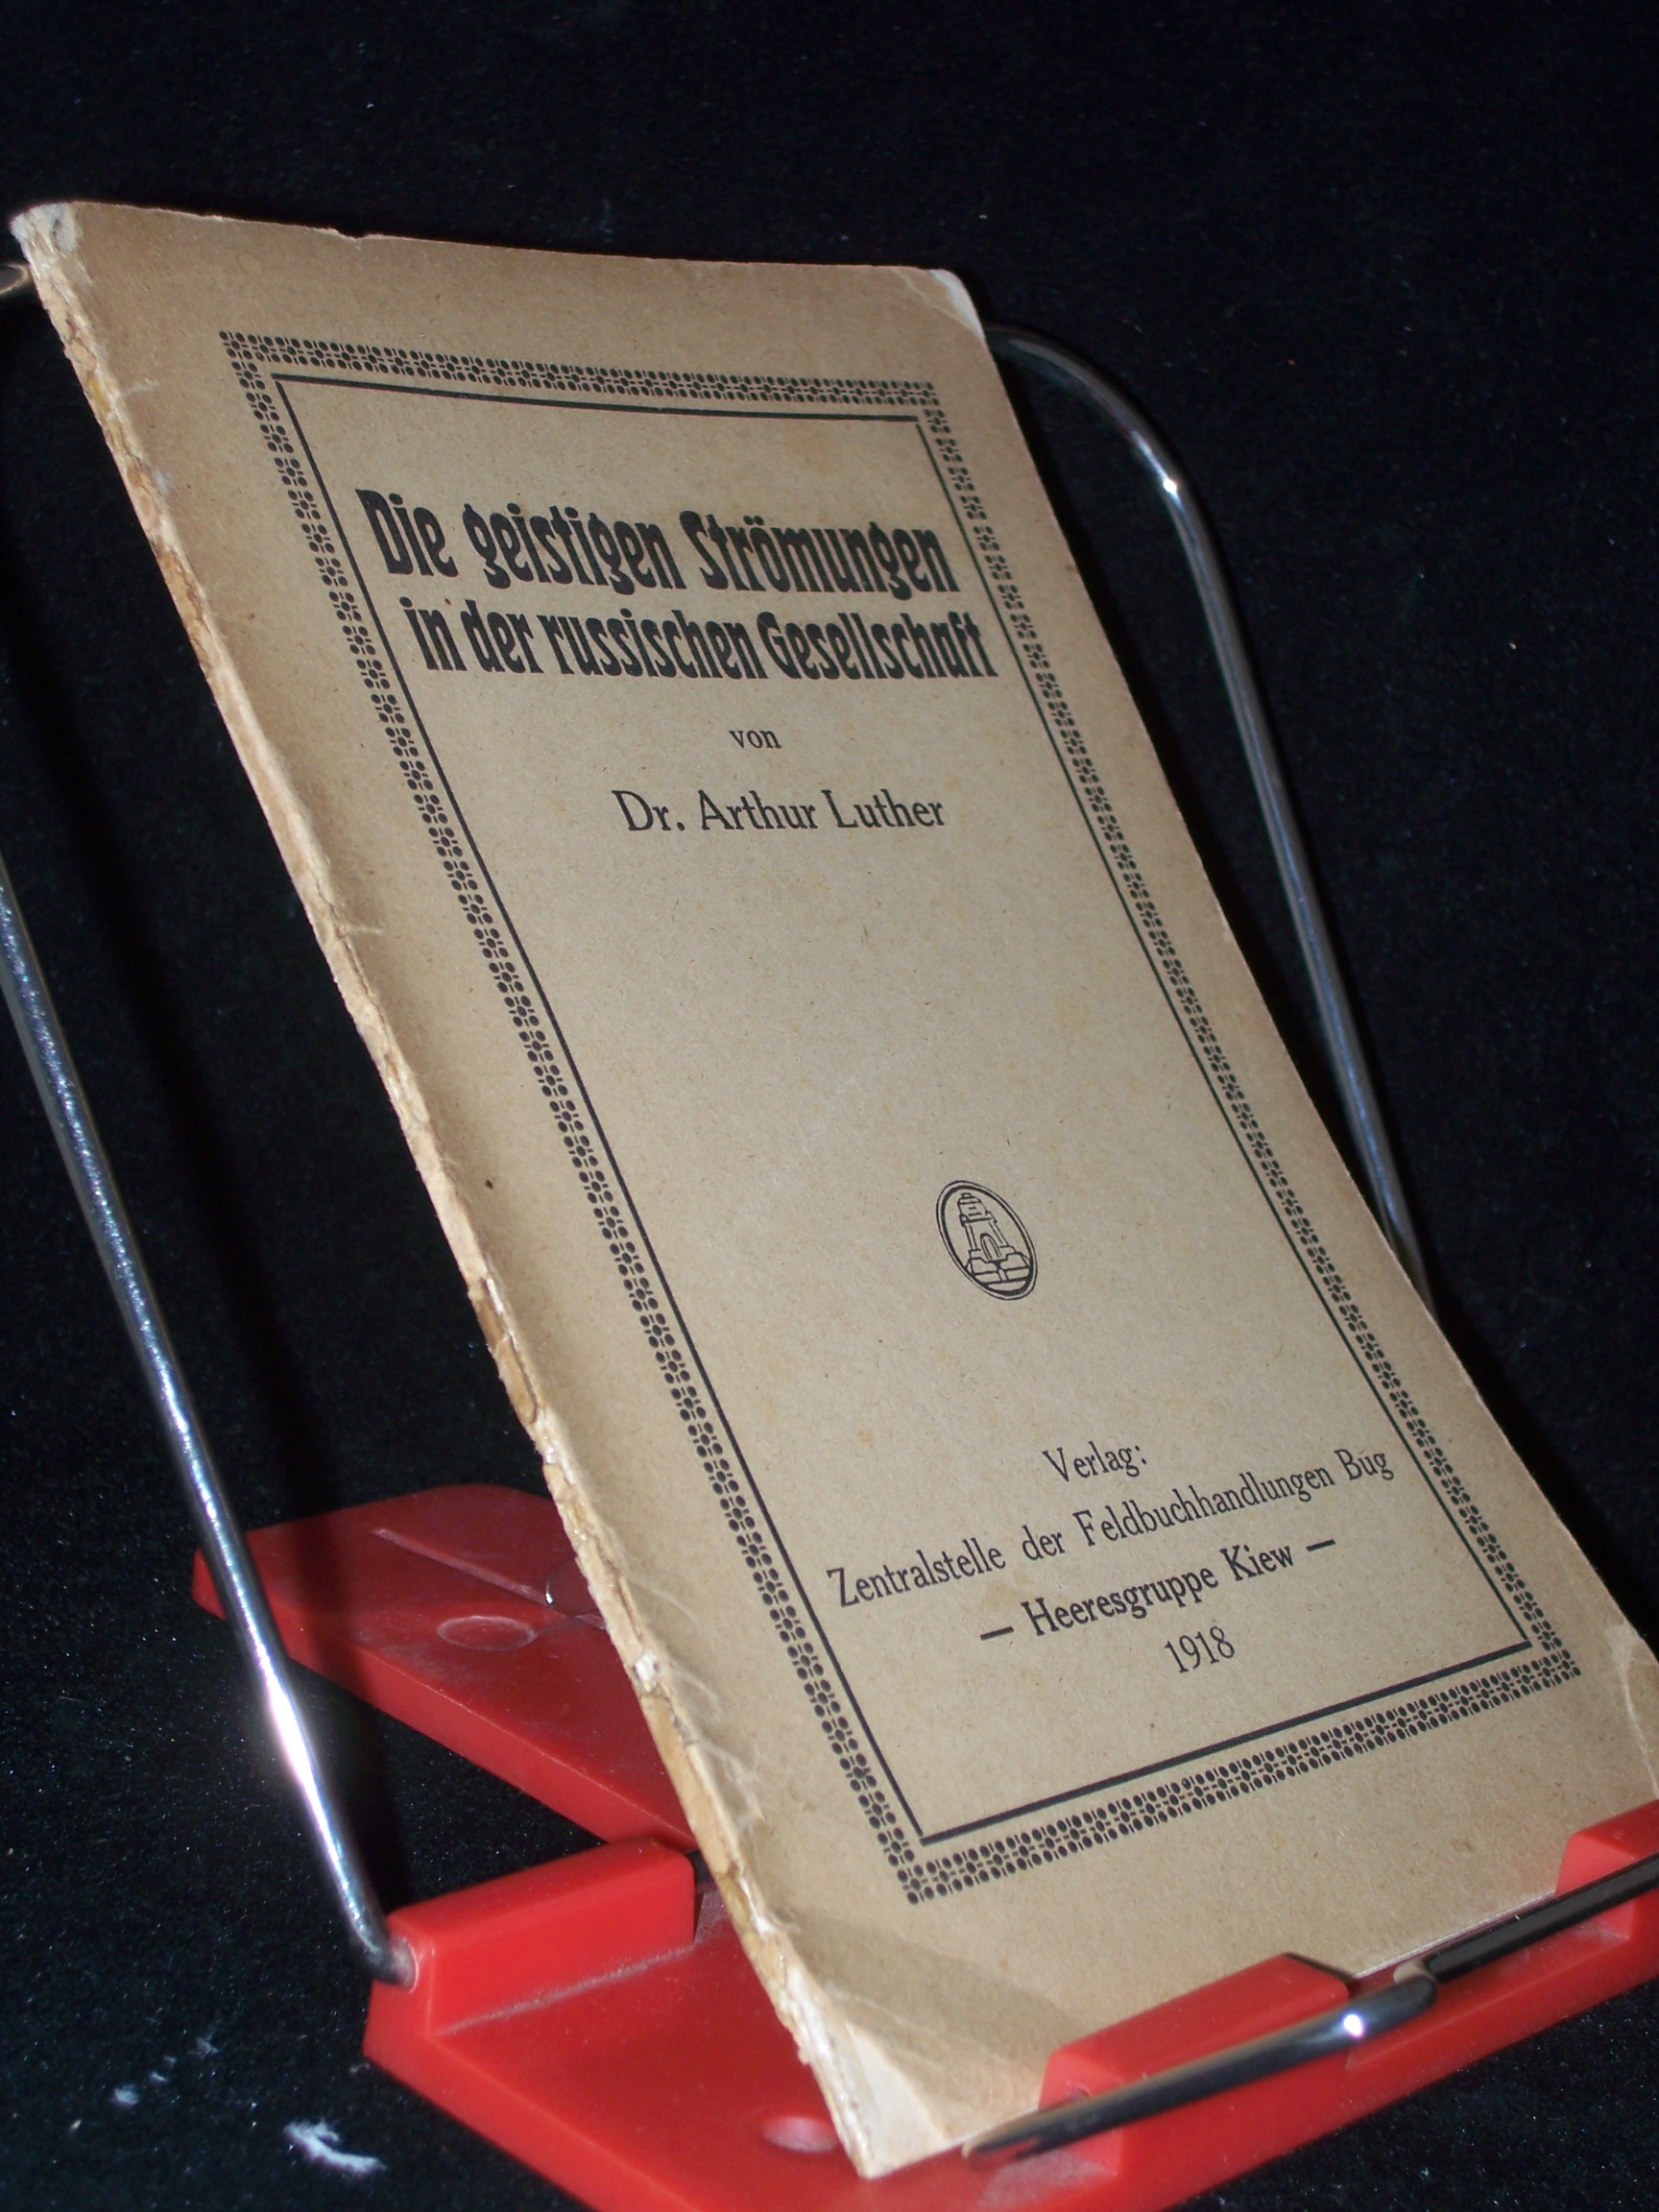 Die geistigen Strömungen
in der russischen Gesellschaft
von
Dr. Arthur Luther
Verlag:
Zentralstelle der Feldbuchhandlungen Bug
— Heeresgruppe Kiew —
1918